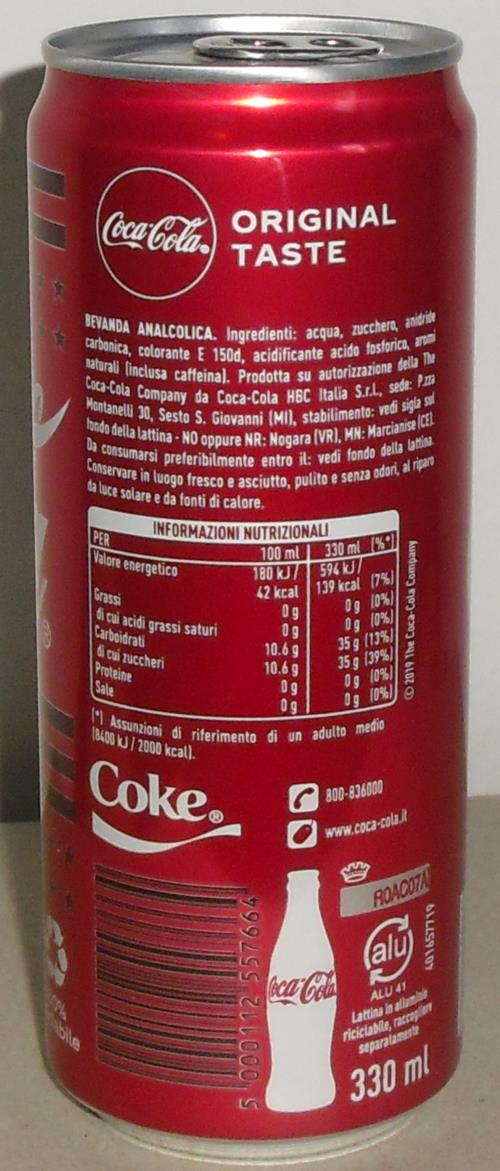 Coca-Cola
ORIGINAL
TASTE
BEVANDA ANALCOLICA. Ingredienti: acqua, zucchero, anidride
carbonica, colorante E 150d, acidificante acido fosforico, aromi
naturali (inclusa caffeina). Prodotta su autorizzazione della The
Coca-Cola Company da Coca-Cola HBC Italia S.r.l., sede: P.zza
Montanelli 30, Sesto S. Giovanni (MI), stabilimento: vedi sigla sul
fondo della lattina - NO oppure NR: Nogara (VR), MN: Marcianise (CE).
Da consumarsi preferibilmente entro il: vedi fondo della lattina.
Conservare in luogo fresco e asciutto, pulito e senza odori, al riparo
da luce solare e da fonti di calore.
INFORMAZIONI NUTRIZIONALI
PER 100 ml 330 ml (%*)
Valore energetico 180 kJ / 594 kJ /
42 kcal 139 kcal (7%)
Grassi 0 g 0 g (0%)
di cui acidi grassi saturi 0 g 0 g (0%)
Carboidrati 10.6 g 35 g (13%)
di cui zuccheri 10.6 g 35 g (39%)
Proteine 0 g 0 g (0%)
Sale 0 g 0 g (0%)
© 2019 The Coca-Cola Company
(*) Assunzioni di riferimento di un adulto medio
(8400 kJ / 2000 kcal).
Coke®
800-836000
www.coca-cola.it
5 000112 557664
Coca-Cola
R0AC07A
401657719
alu
ALU 41
Lattina in alluminio
riciclabile, raccogliere
separatamente
330 ml